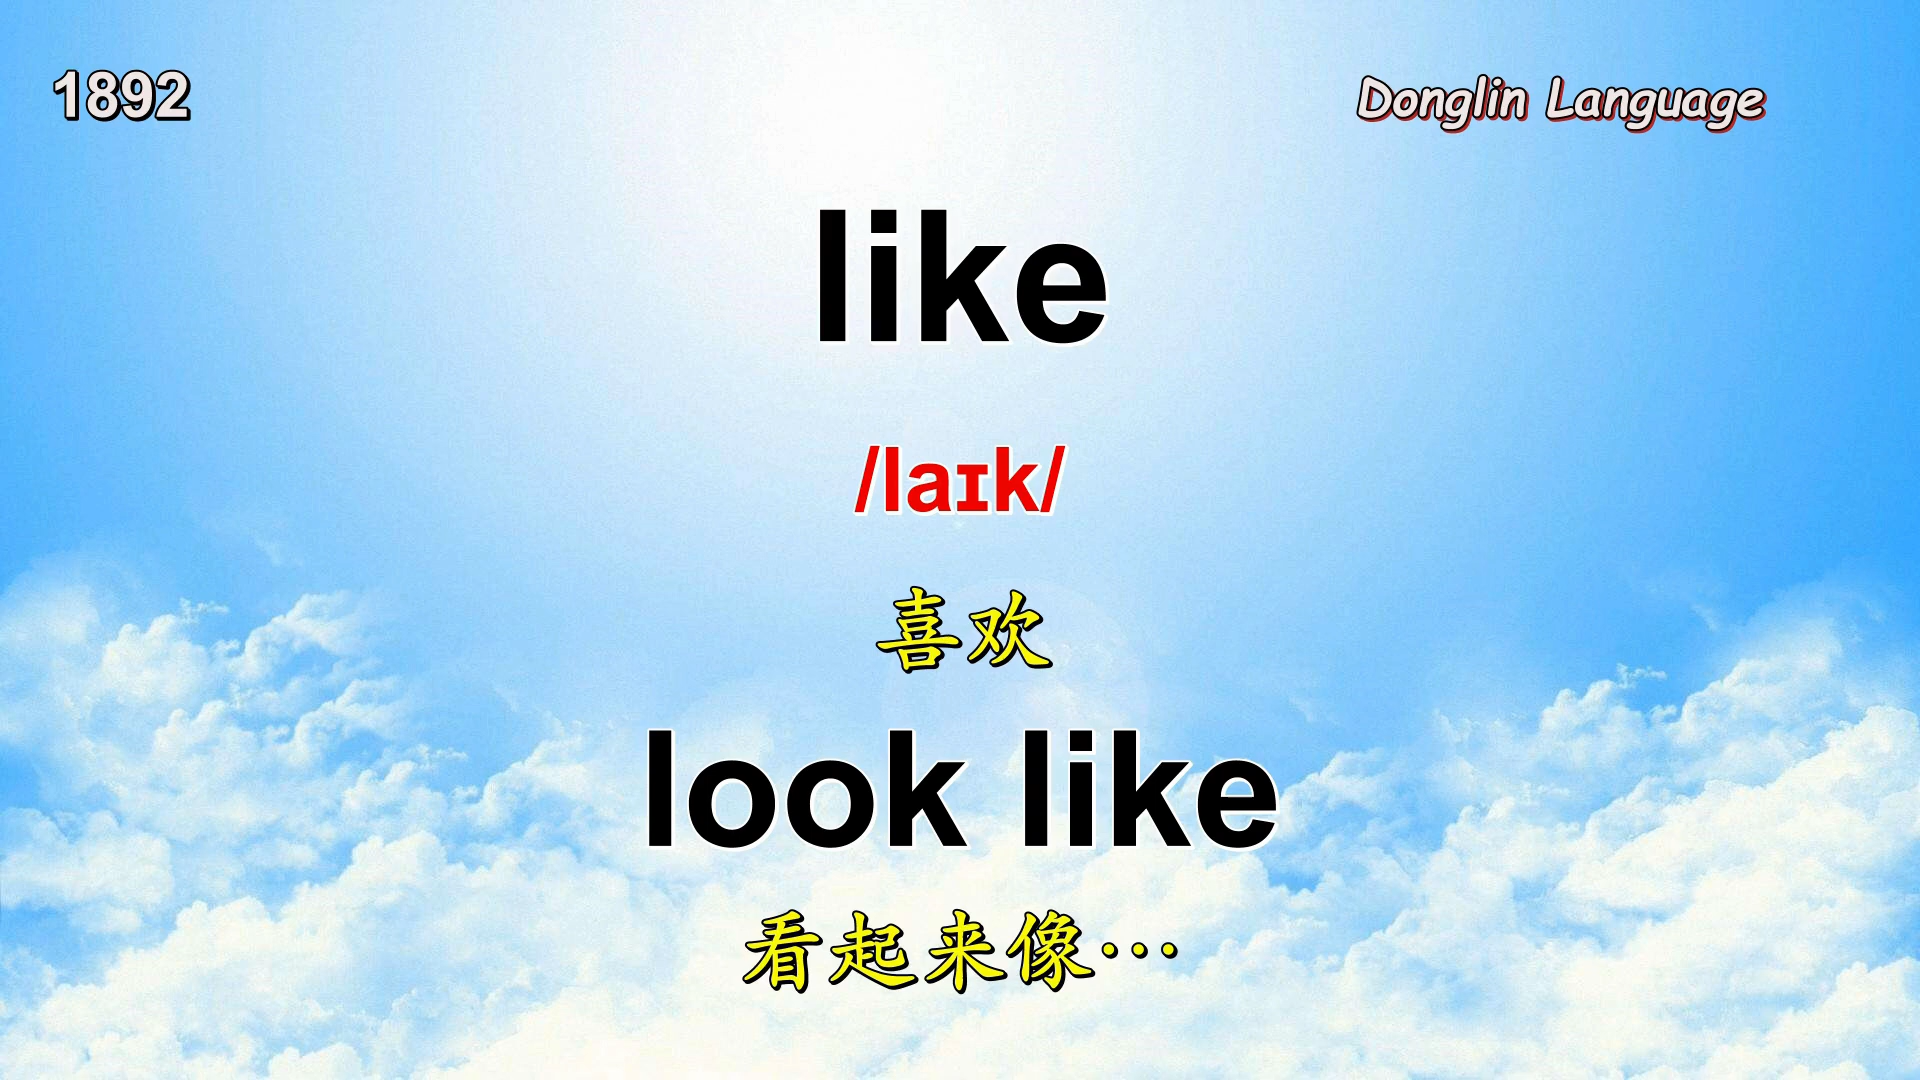 1892
Donglin Language
like
/laɪk/
喜欢
look like
看起来像…